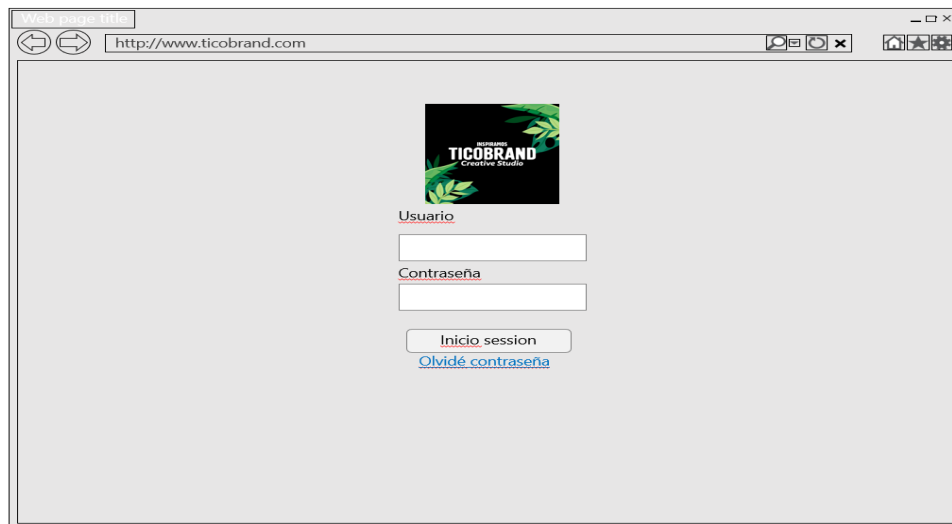 Web page title
http://www.ticobrand.com
INSPIRAMOS
TICOBRAND
Creative Studio
Usuario
Contraseña
Inicio session
Olvidé contraseña